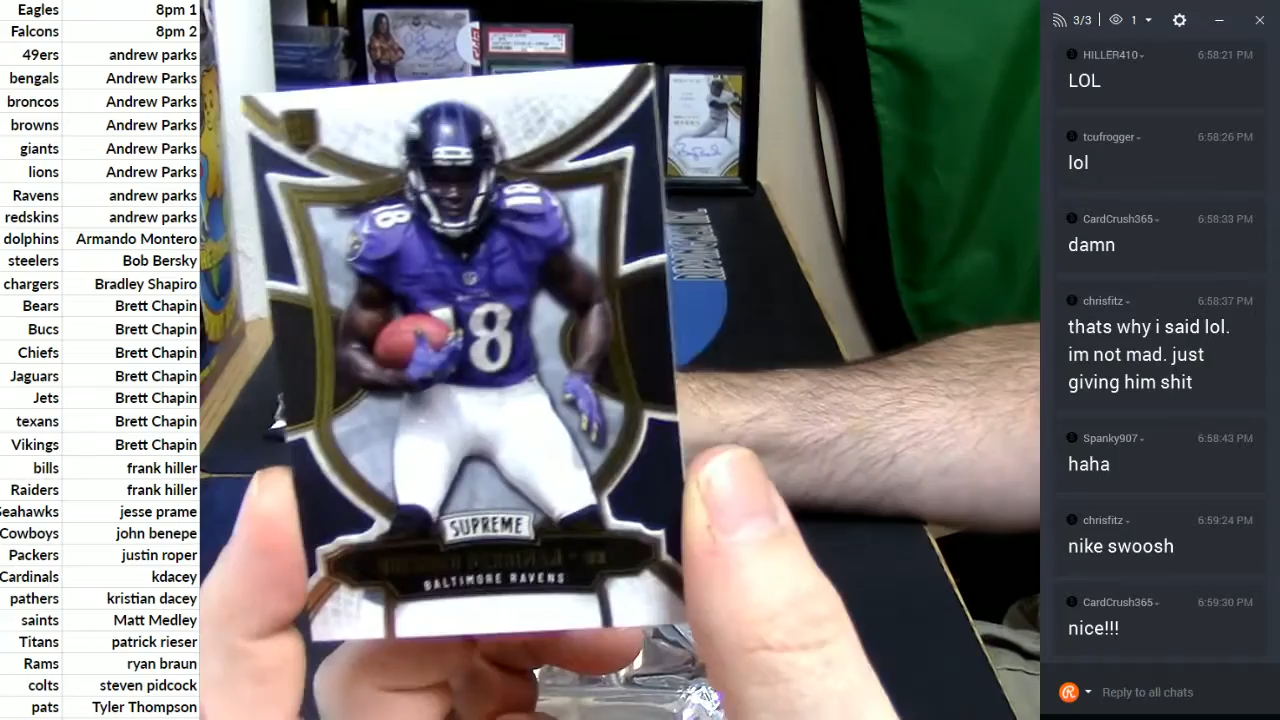 Eagles 8pm 1
Falcons 8pm 2
49ers andrew parks
bengals Andrew Parks
broncos Andrew Parks
browns Andrew Parks
giants Andrew Parks
lions Andrew Parks
Ravens andrew parks
redskins andrew parks
dolphins Armando Montero
steelers Bob Bersky
chargers Bradley Shapiro
Bears Brett Chapin
Bucs Brett Chapin
Chiefs Brett Chapin
Jaguars Brett Chapin
Jets Brett Chapin
texans Brett Chapin
Vikings Brett Chapin
bills frank hiller
Raiders frank hiller
Seahawks jesse prame
Cowboys john benepe
Packers justin roper
Cardinals kdacey
pathers kristian dacey
saints Matt Medley
Titans patrick rieser
Rams ryan braun
colts steven pidcock
pats Tyler Thompson
18
18
18
SUPREME
BALTIMORE RAVENS
3/3 1
HILLER410 6:58:21 PM
LOL
tcufrogger 6:58:26 PM
lol
CardCrush365 6:58:33 PM
damn
chrisfitz 6:58:37 PM
thats why i said lol.
im not mad. just
giving him shit
Spanky907 6:58:43 PM
haha
chrisfitz 6:59:24 PM
nike swoosh
CardCrush365 6:59:30 PM
nice!!!
Reply to all chats